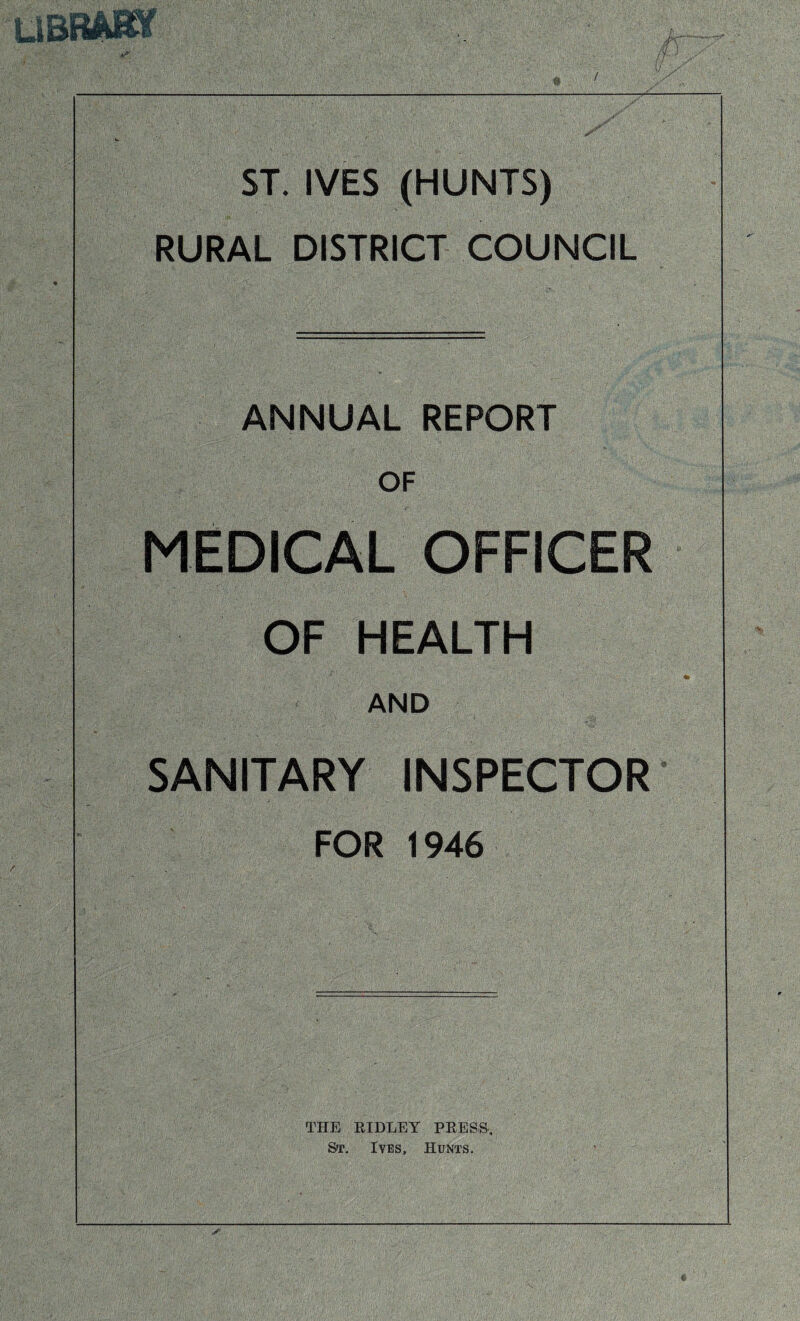 LIBRARY
ST. IVES (HUNTS)
RURAL DISTRICT COUNCIL
ANNUAL REPORT
OF
MEDICAL OFFICER
OF HEALTH
AND
SANITARY INSPECTOR
FOR 1946
THE RIDLEY PRESS,
ST. IVES, HUNTS.